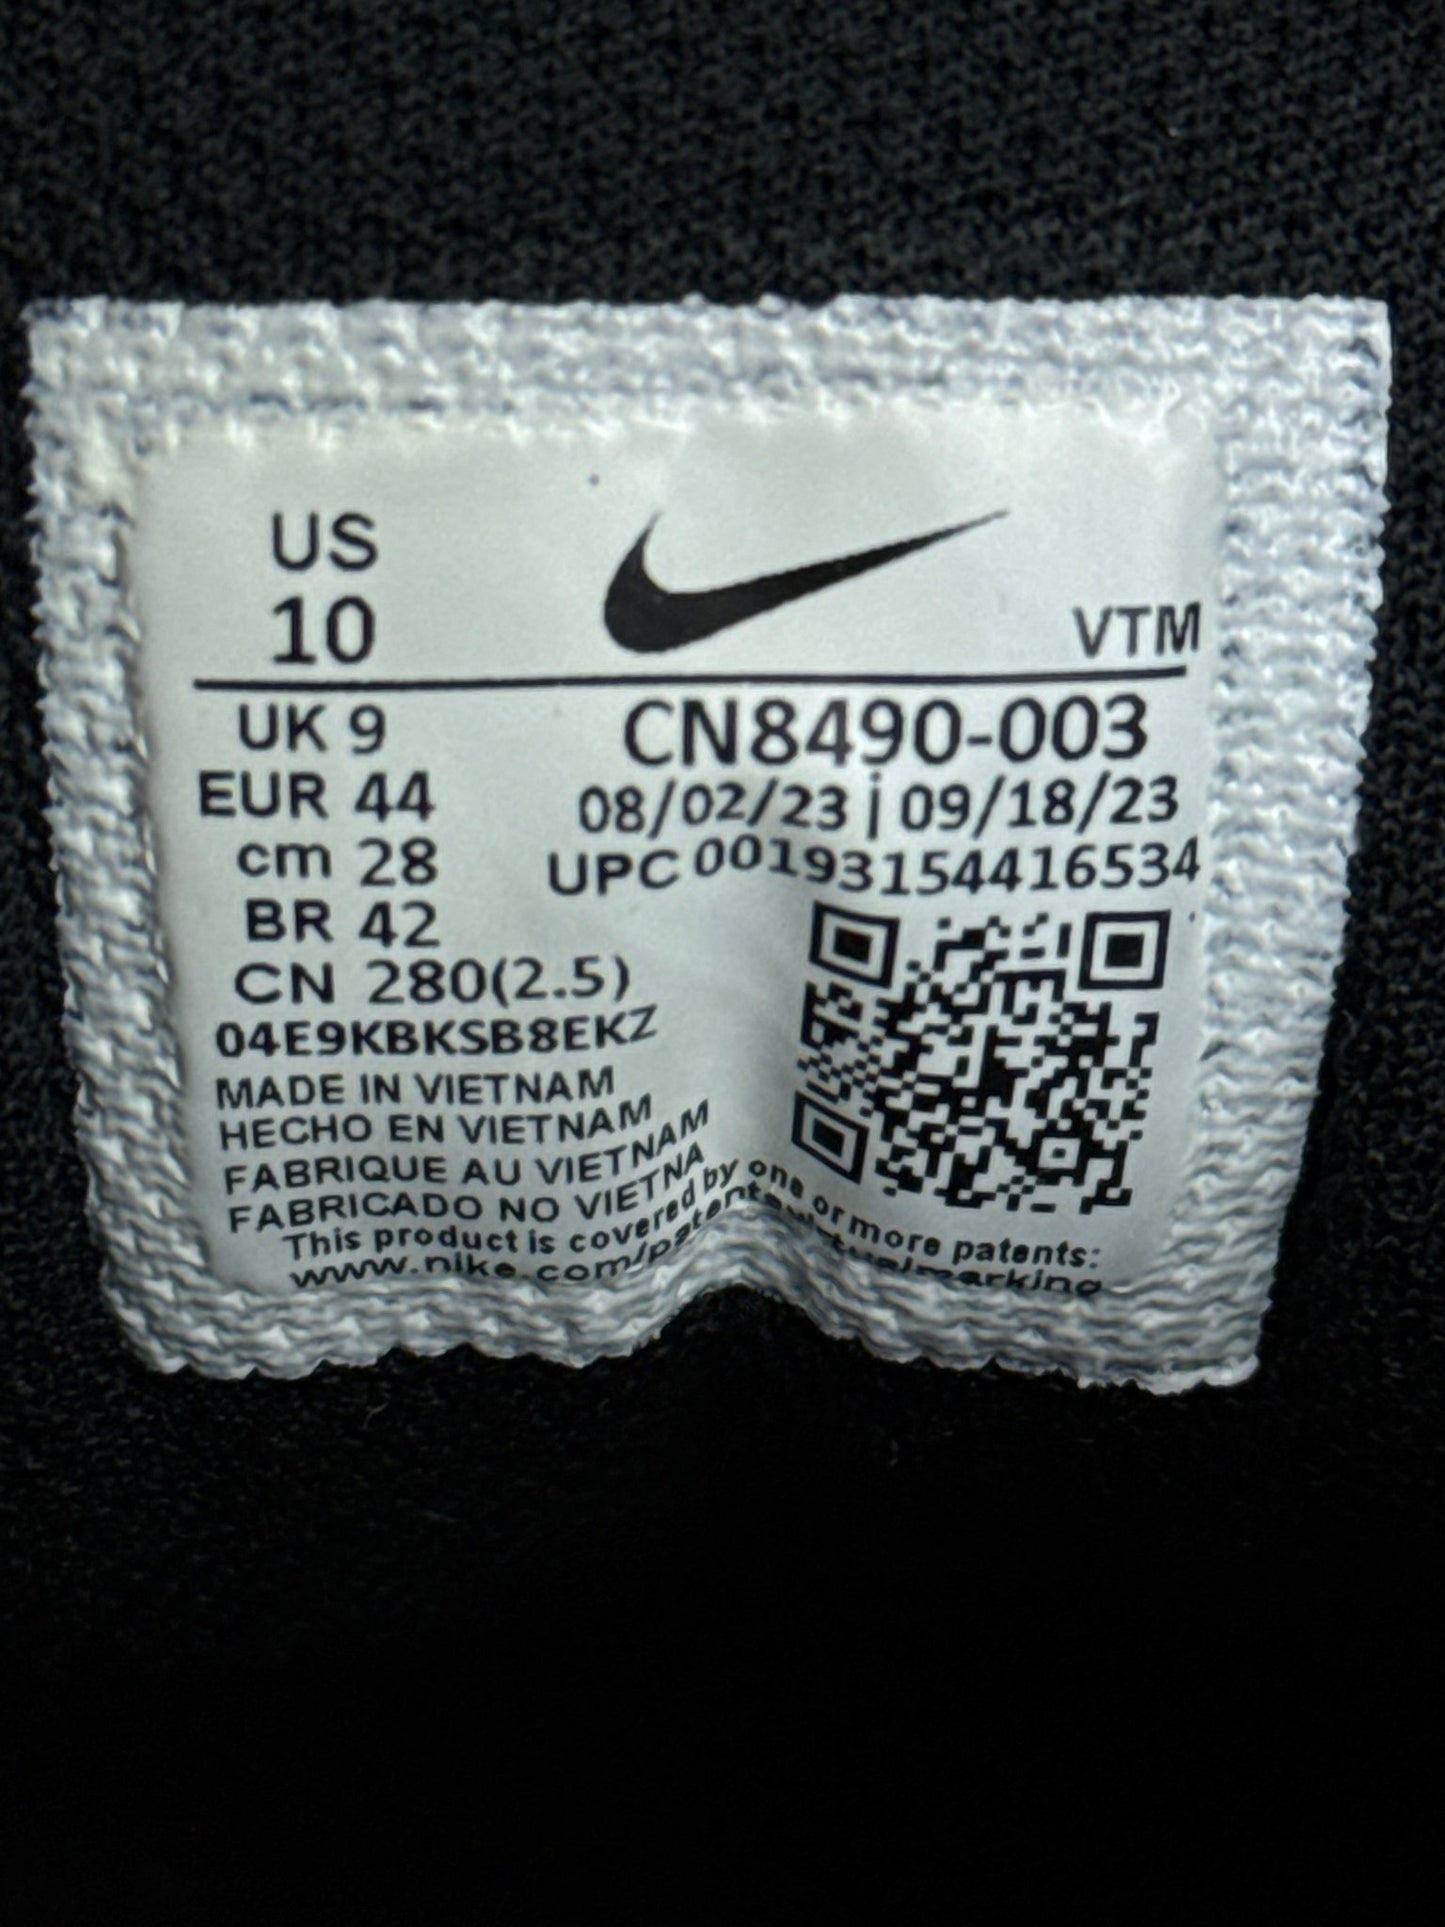 US
10
VTM
UK 9
CN8490-003
EUR 44
08/02/23 | 09/18/23
cm 28
UPC 00193154416534
BR 42
CN 280(2.5)
04E9KBKSB8EKZ
MADE IN VIETNAM
HECHO EN VIETNAM
FABRIQUE AU VIETNAM
FABRICADO NO VIETNA
This product is covered by one or more patents: